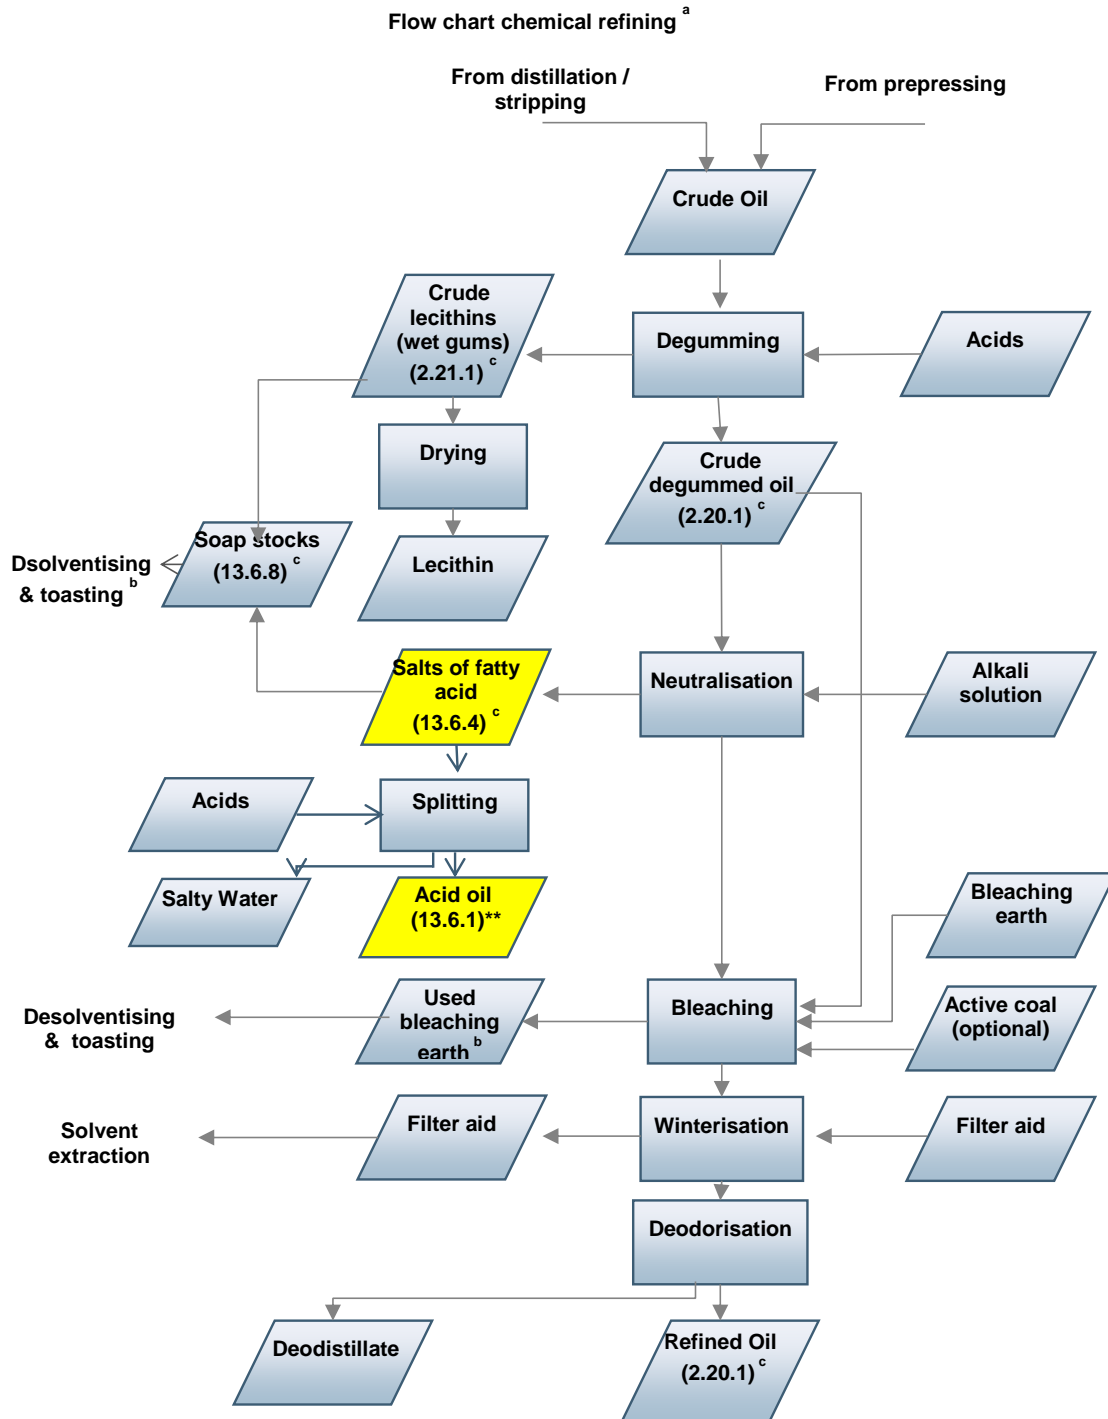 Flow chart chemical refining a
From distillation /
stripping
From prepressing
Crude Oil
Crude
lecithins
(wet gums)
(2.21.1) c
Degumming
Acids
Drying
Crude
degummed oil
(2.20.1) c
Soap stocks
(13.6.8) c
Dsolventising
& toasting b
Lecithin
Salts of fatty
acid
(13.6.4) c
Neutralisation
Alkali
solution
Acids
Splitting
Salty Water
Acid oil
(13.6.1)**
Bleaching
earth
Desolventising
& toasting
Used
bleaching
earth b
Bleaching
Active coal
(optional)
Solvent
extraction
Filter aid
Winterisation
Filter aid
Deodorisation
Deodistillate
Refined Oil
(2.20.1) c